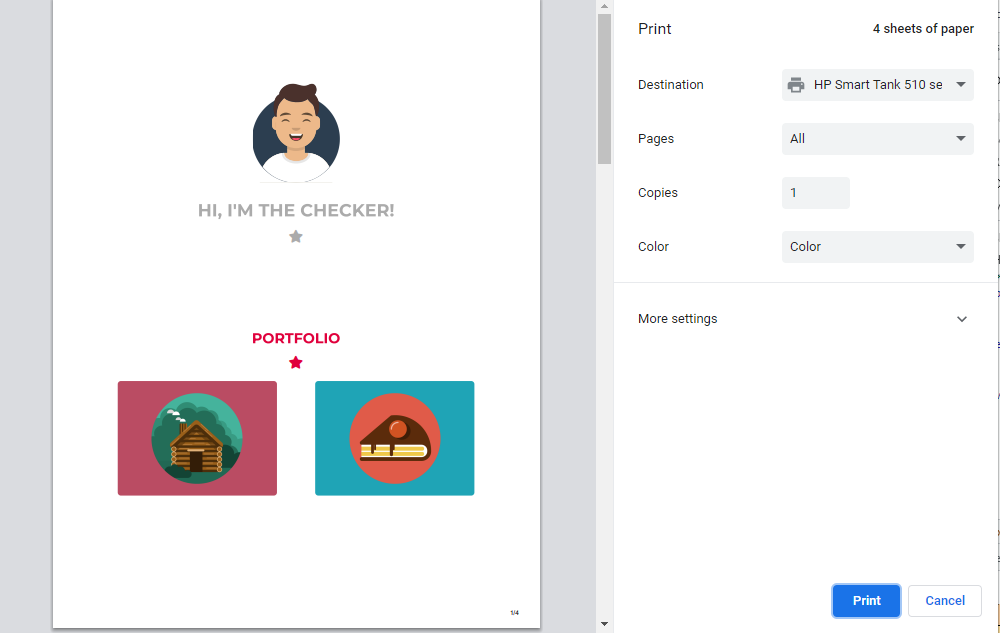 HI, I'M THE CHECKER!
PORTFOLIO
1/4
Print
4 sheets of paper
Destination
HP Smart Tank 510 se
Pages
All
Copies
1
Color
Color
More settings
Print
Cancel